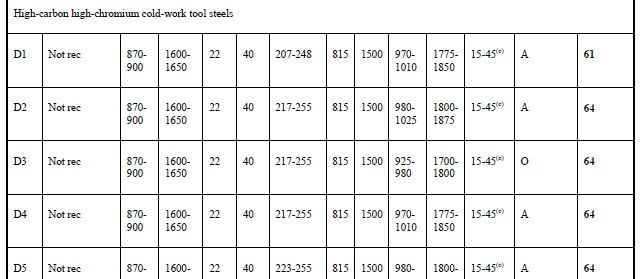 High-carbon high-chromium cold-work tool steels
D1 Not rec 870- 1600- 22 40 207-248 815 1500 970- 1775- 15-45(e) A 61
900 1650 1010 1850
D2 Not rec 870- 1600- 22 40 217-255 815 1500 980- 1800- 15-45(e) A 64
900 1650 1025 1875
D3 Not rec 870- 1600- 22 40 217-255 815 1500 925- 1700- 15-45(e) O 64
900 1650 980 1800
D4 Not rec 870- 1600- 22 40 217-255 815 1500 970- 1775- 15-45(e) A 64
900 1650 1010 1850
D5 Not rec 870- 1600- 22 40 223-255 815 1500 980- 1800- 15-45(e) A 64